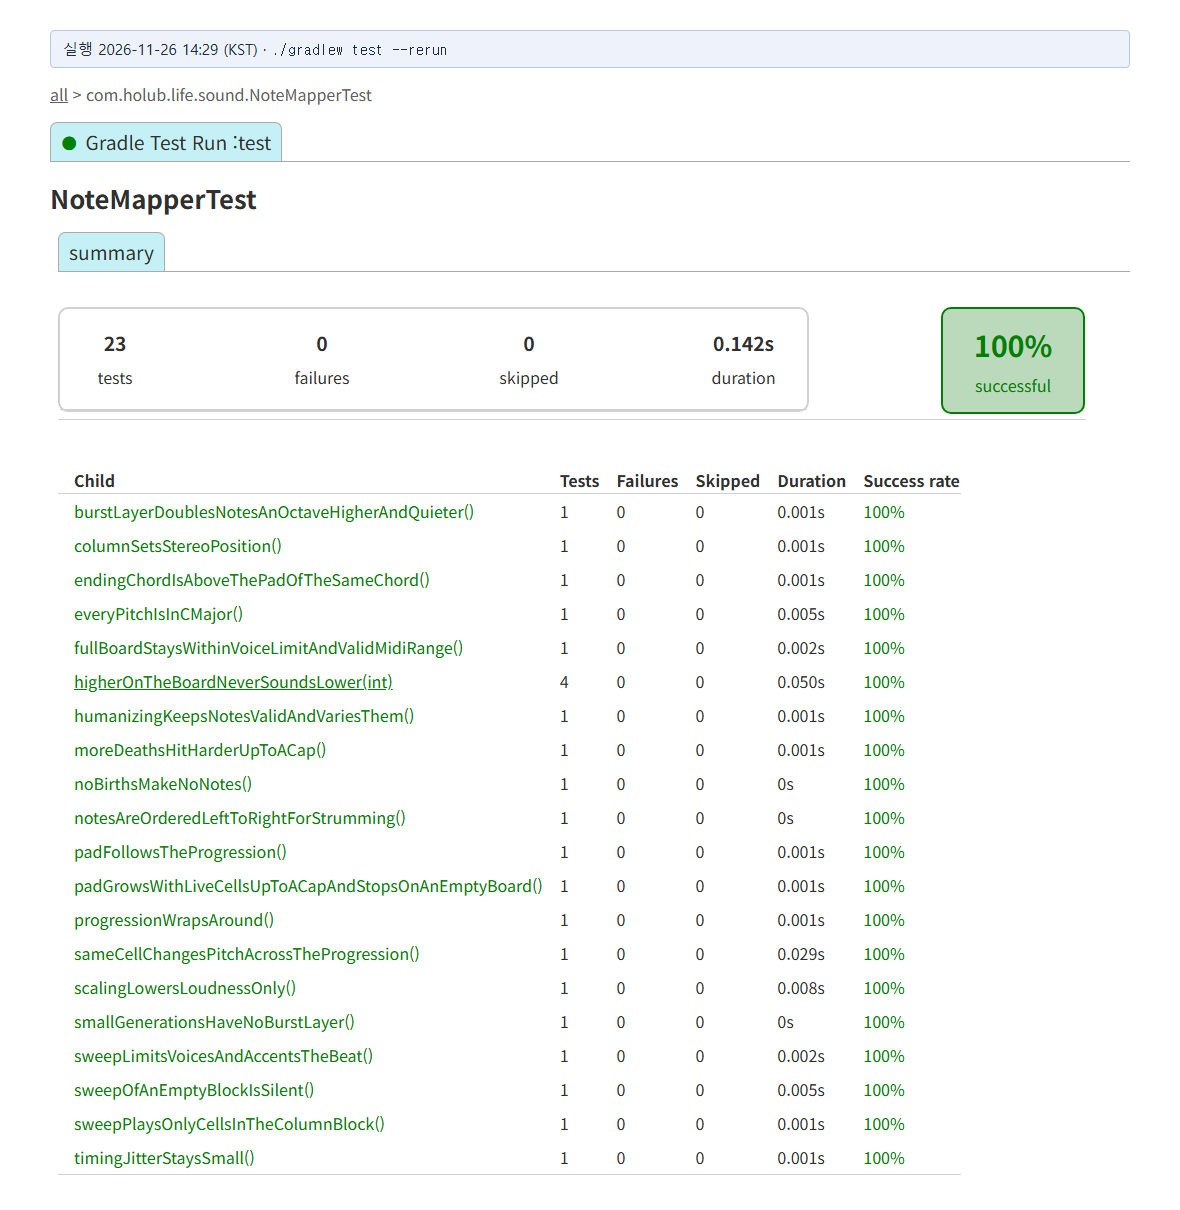 실행 2026-11-26 14:29 (KST) · ./gradlew test --rerun
all > com.holub.life.sound.NoteMapperTest
Gradle Test Run :test
NoteMapperTest
summary
23 0 0 0.142s 100%
tests failures skipped duration successful
Child Tests Failures Skipped Duration Success rate
burstLayerDoublesNotesAnOctaveHigherAndQuieter() 1 0 0 0.001s 100%
columnSetsStereoPosition() 1 0 0 0.001s 100%
endingChordIsAboveThePadOfTheSameChord() 1 0 0 0.001s 100%
everyPitchIsInCMajor() 1 0 0 0.005s 100%
fullBoardStaysWithinVoiceLimitAndValidMidiRange() 1 0 0 0.002s 100%
higherOnTheBoardNeverSoundsLower(int) 4 0 0 0.050s 100%
humanizingKeepsNotesValidAndVariesThem() 1 0 0 0.001s 100%
moreDeathsHitHarderUpToACap() 1 0 0 0.001s 100%
noBirthsMakeNoNotes() 1 0 0 0s 100%
notesAreOrderedLeftToRightForStrumming() 1 0 0 0s 100%
padFollowsTheProgression() 1 0 0 0.001s 100%
padGrowsWithLiveCellsUpToACapAndStopsOnAnEmptyBoard() 1 0 0 0.001s 100%
progressionWrapsAround() 1 0 0 0.001s 100%
sameCellChangesPitchAcrossTheProgression() 1 0 0 0.029s 100%
scalingLowersLoudnessOnly() 1 0 0 0.008s 100%
smallGenerationsHaveNoBurstLayer() 1 0 0 0s 100%
sweepLimitsVoicesAndAccentsTheBeat() 1 0 0 0.002s 100%
sweepOfAnEmptyBlockIsSilent() 1 0 0 0.005s 100%
sweepPlaysOnlyCellsInTheColumnBlock() 1 0 0 0.001s 100%
timingJitterStaysSmall() 1 0 0 0.001s 100%